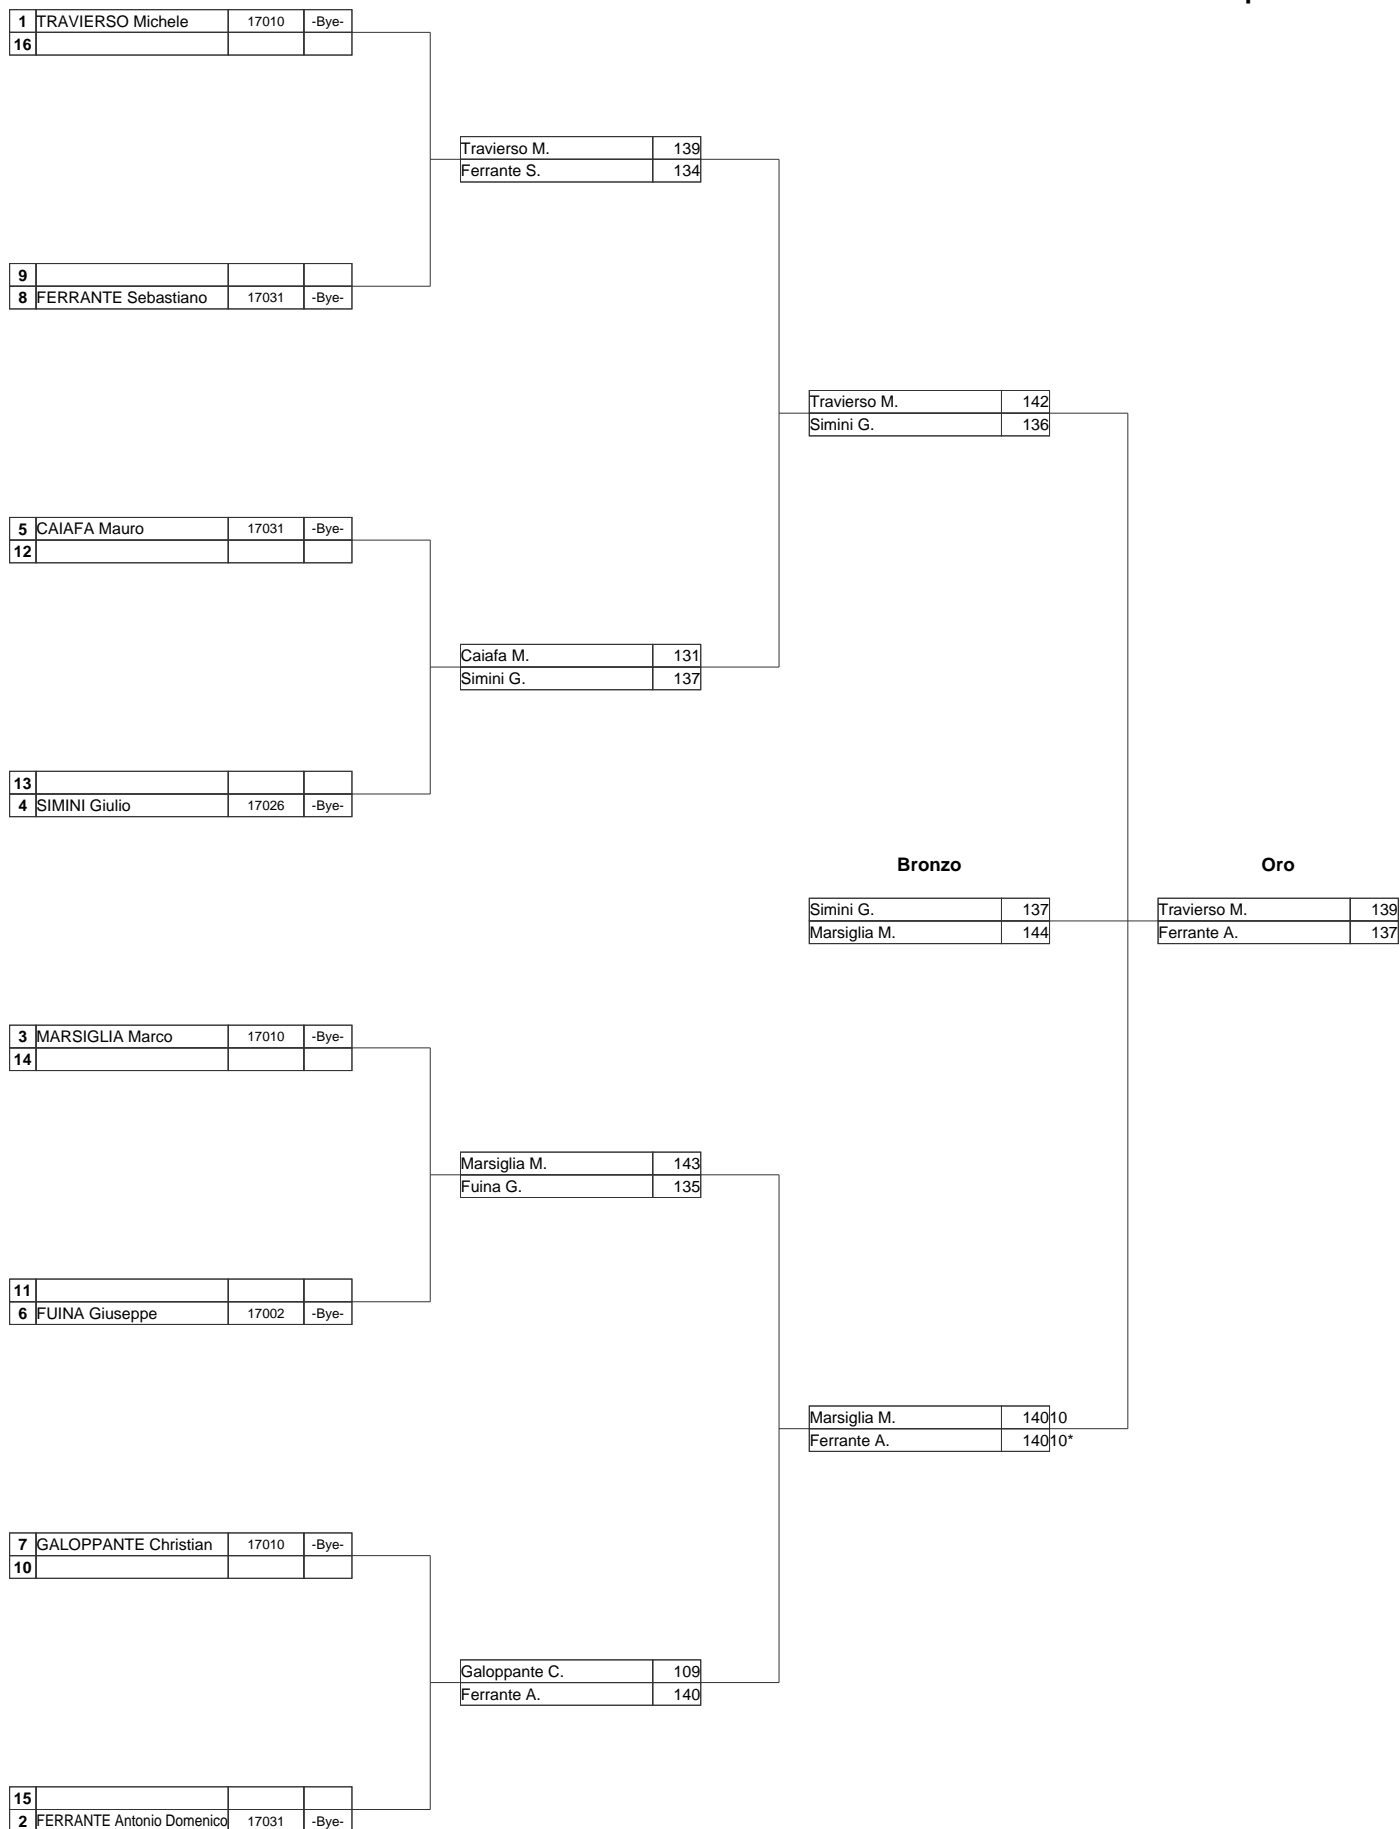 1 TRAVIERSO Michele 17010 -Bye-
16
Travierso M. 139
Ferrante S. 134
9
8 FERRANTE Sebastiano 17031 -Bye-
Travierso M. 142
Simini G. 136
5 CAIAFA Mauro 17031 -Bye-
12
Caiafa M. 131
Simini G. 137
13
4 SIMINI Giulio 17026 -Bye-
Bronzo Oro
Simini G. 137 Travierso M. 139
Marsiglia M. 144 Ferrante A. 137
3 MARSIGLIA Marco 17010 -Bye-
14
Marsiglia M. 143
Fuina G. 135
11
6 FUINA Giuseppe 17002 -Bye-
Marsiglia M. 140 10
Ferrante A. 140 10*
7 GALOPPANTE Christian 17010 -Bye-
10
Galoppante C. 109
Ferrante A. 140
15
2 FERRANTE Antonio Domenico 17031 -Bye-